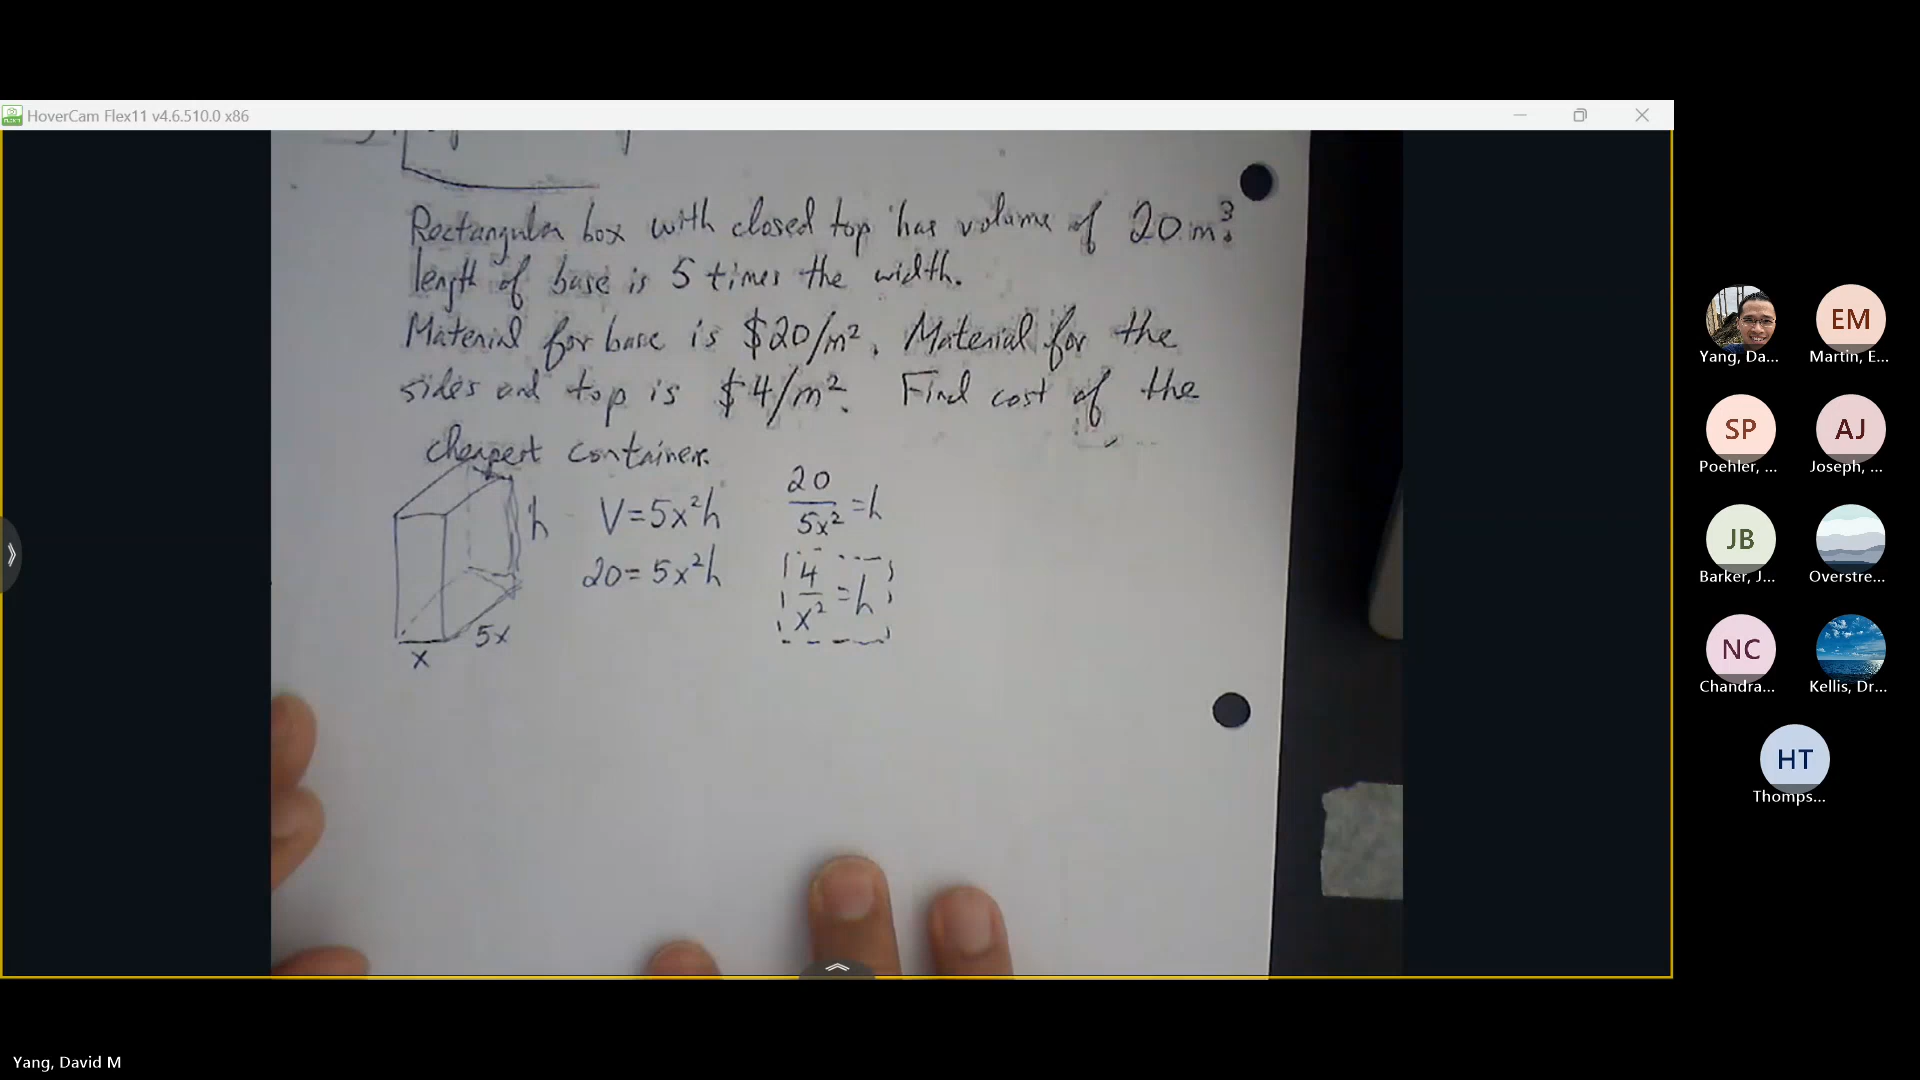 HoverCam Flex11 v4.6.510.0 x86
Rectangular box with closed top has volume of 20 m³.
length of base is 5 times the width.
Material for base is $20/m². Material for the
sides and top is $4/m². Find cost of the
cheapest container.
h
x
5x
V=5x²h
20=5x²h
20/5x² =h
4/x² =h
Yang, Da...
EM
Martin, E...
SP
Poehler, ...
AJ
Joseph, ...
JB
Barker, J...
Overstre...
NC
Chandra...
Kellis, Dr...
HT
Thomps...
Yang, David M